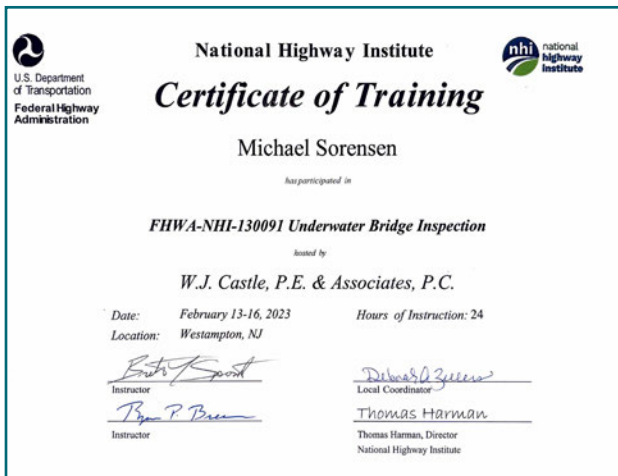 National Highway Institute
nhi national highway institute
U.S. Department
of Transportation
Federal Highway
Administration
Certificate of Training
Michael Sorensen
has participated in
FHWA-NHI-130091 Underwater Bridge Inspection
hosted by
W.J. Castle, P.E. & Associates, P.C.
Date: February 13-16, 2023 Hours of Instruction: 24
Location: Westampton, NJ
Instructor
Local Coordinator
Thomas Harman
Instructor
Thomas Harman, Director
National Highway Institute